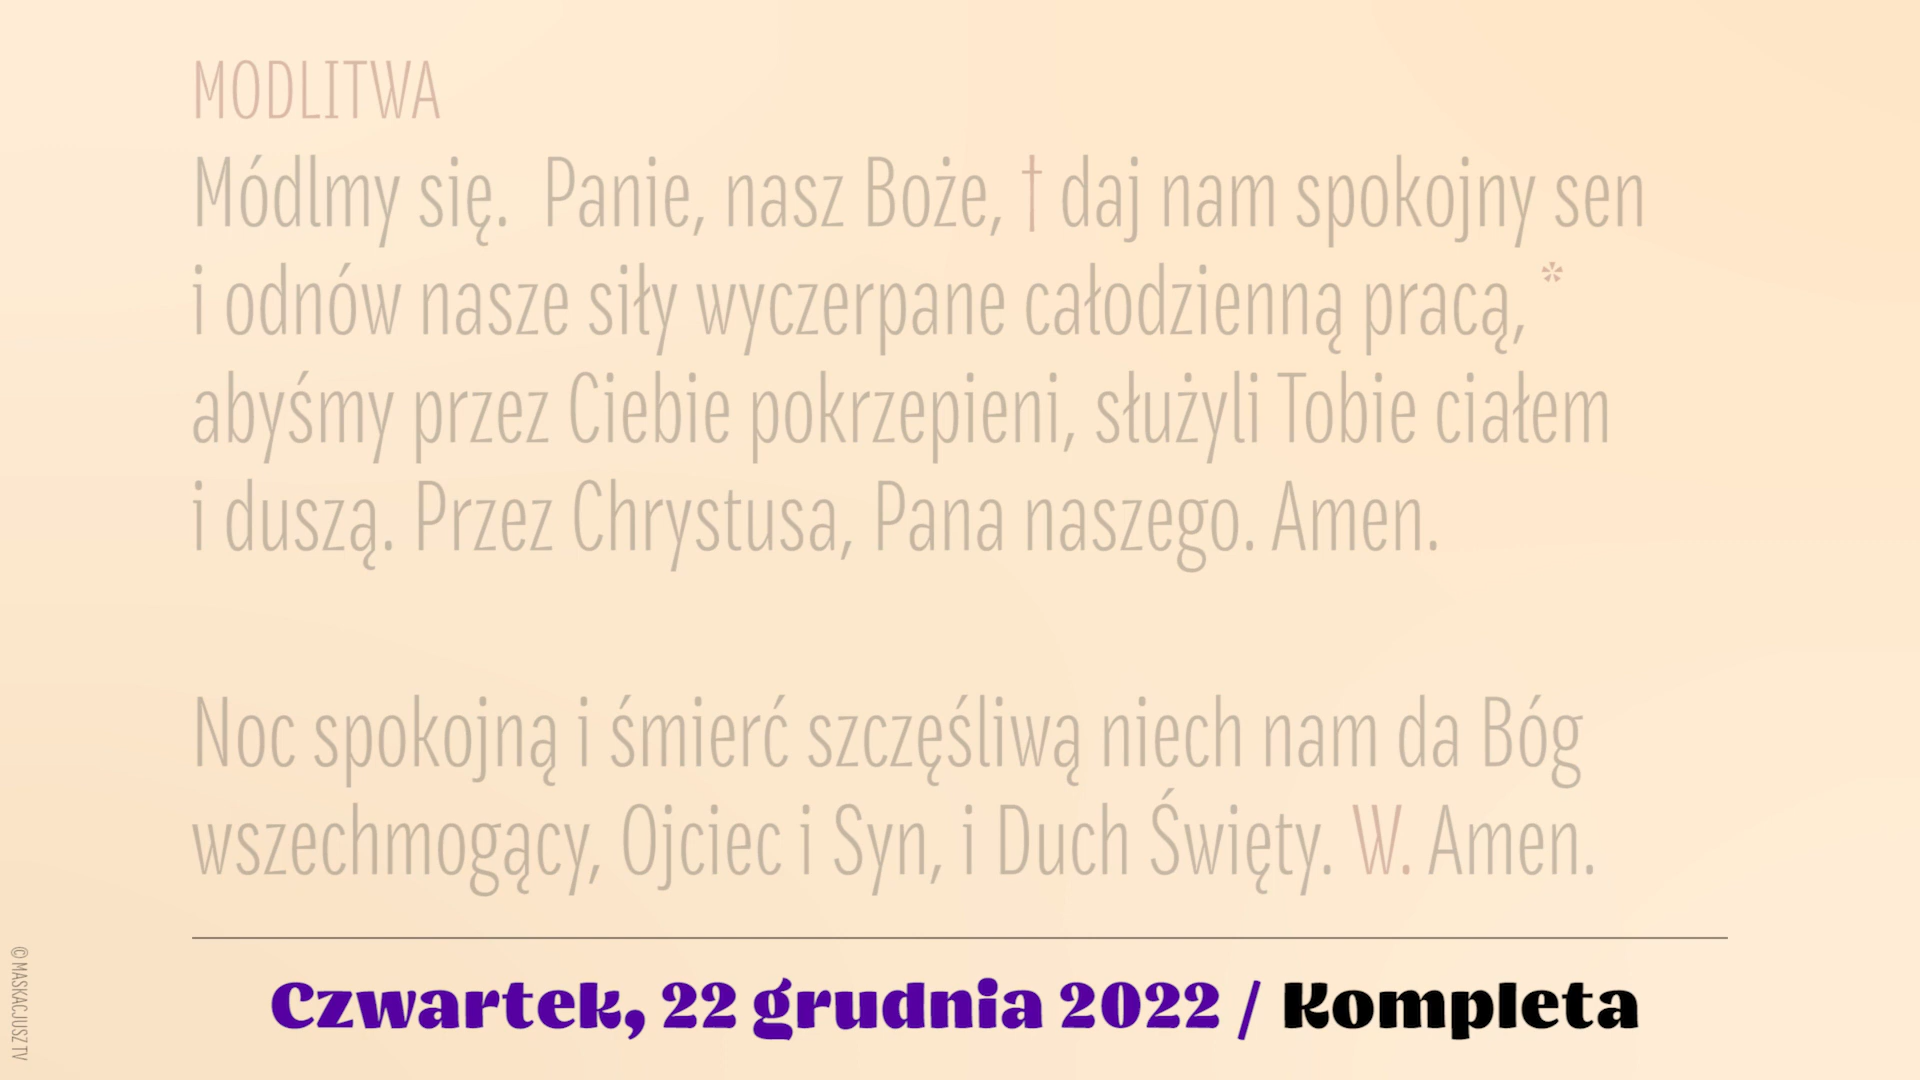 MODLITWA
Módlmy się.  Panie, nasz Boże, † daj nam spokojny sen
i odnów nasze siły wyczerpane całodzienną pracą, *
abyśmy przez Ciebie pokrzepieni, służyli Tobie ciałem
i duszą. Przez Chrystusa, Pana naszego. Amen.
Noc spokojną i śmierć szczęśliwą niech nam da Bóg
wszechmogący, Ojciec i Syn, i Duch Święty. W. Amen.
Czwartek, 22 grudnia 2022 / Kompleta
© MASKACJUSZ TV